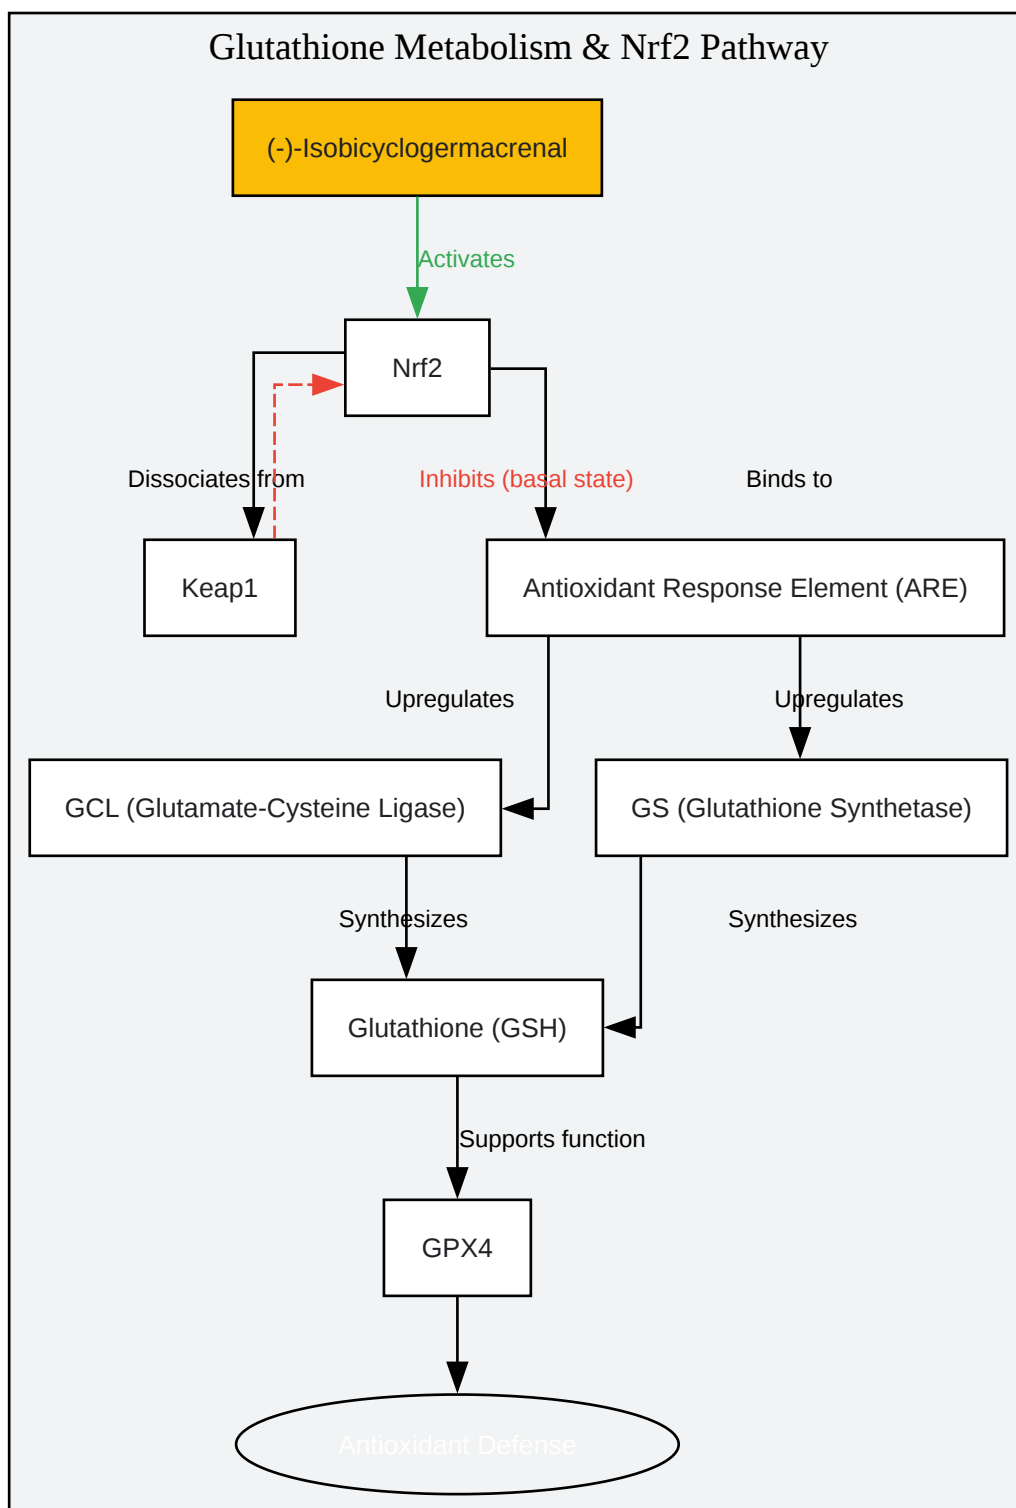 Glutathione Metabolism & Nrf2 Pathway
(-)-Isobicyclogermacrenal
Activates
Nrf2
Dissociates from
Inhibits (basal state)
Binds to
Keap1
Antioxidant Response Element (ARE)
Upregulates
Upregulates
GCL (Glutamate-Cysteine Ligase)
GS (Glutathione Synthetase)
Synthesizes
Synthesizes
Glutathione (GSH)
Supports function
GPX4
Antioxidant Defense